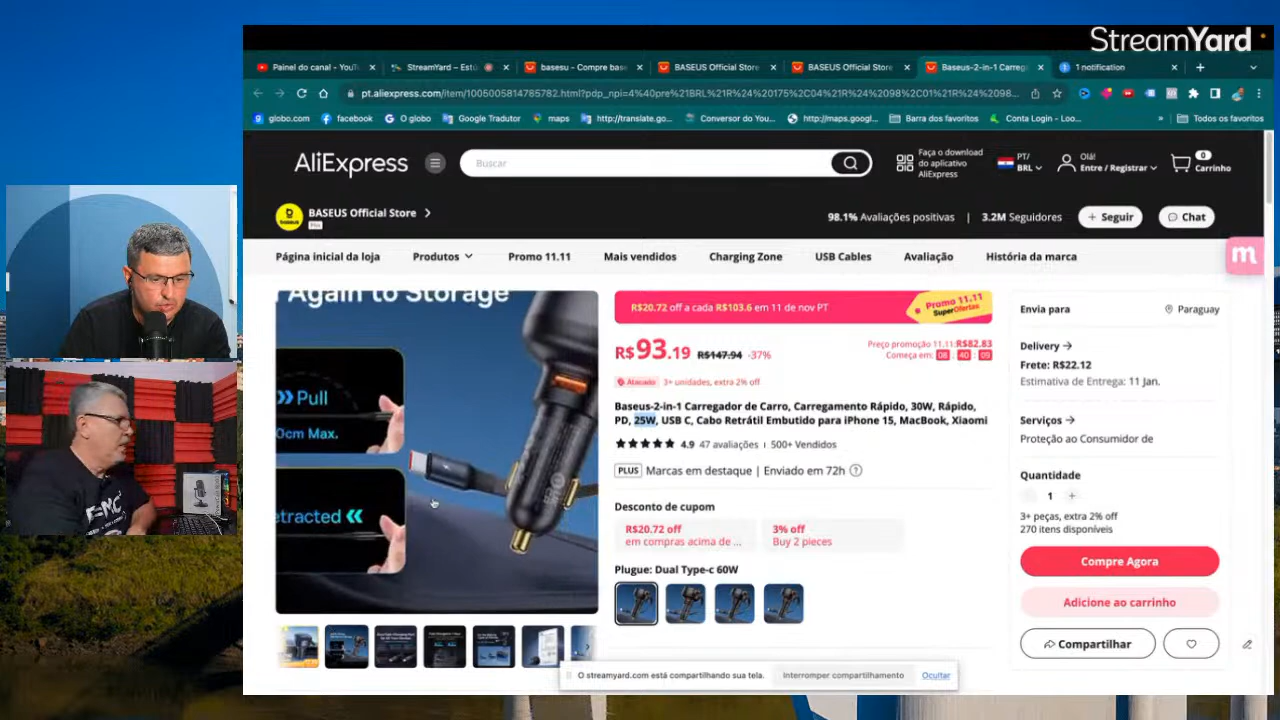 StreamYard
Painel do canal - YouT
StreamYard – Estú
basesu - Compre base
BASEUS Official Store
BASEUS Official Store
Baseus-2-in-1 Carreg
1 notification
pt.aliexpress.com/item/1005005814785782.html?pdp_npi=4%40pre%21BRL%21R%24%20175%2C04%21R%24%2098%2C01%21R%24%2098...
globo.com
facebook
O globo
Google Tradutor
maps
http://translate.go...
Conversor do You...
http://maps.googl...
Barra dos favoritos
Conta Login - Loo...
Todos os favoritos
AliExpress
Buscar
Faça o download
do aplicativo
AliExpress
PT/
BRL
Olá!
Entre / Registrar
0
Carrinho
baseus
BASEUS Official Store
Plus
98.1% Avaliações positivas | 3.2M Seguidores
+ Seguir
Chat
Página inicial da loja
Produtos
Promo 11.11
Mais vendidos
Charging Zone
USB Cables
Avaliação
História da marca
m
Again to Storage
Pull
0cm Max.
etracted
R$20.72 off a cada R$103.6 em 11 de nov PT
Promo 11.11
SuperOfertas
R$93.19 R$147.94 -37%
Preço promoção 11.11:R$82.83
Começa em: 08 : 40 : 09
Atacado 3+ unidades, extra 2% off
Baseus-2-in-1 Carregador de Carro, Carregamento Rápido, 30W, Rápido,
PD, 25W, USB C, Cabo Retrátil Embutido para iPhone 15, MacBook, Xiaomi
4.9 47 avaliações | 500+ Vendidos
PLUS Marcas em destaque | Enviado em 72h
Desconto de cupom
R$20.72 off
em compras acima de ...
3% off
Buy 2 pieces
Plugue: Dual Type-c 60W
Envia para
Paraguay
Delivery
Frete: R$22.12
Estimativa de Entrega: 11 Jan.
Serviços
Proteção ao Consumidor de
Quantidade
1 +
3+ peças, extra 2% off
270 itens disponíveis
Compre Agora
Adicione ao carrinho
Compartilhar
O streamyard.com está compartilhando sua tela.
Interromper compartilhamento
Ocultar